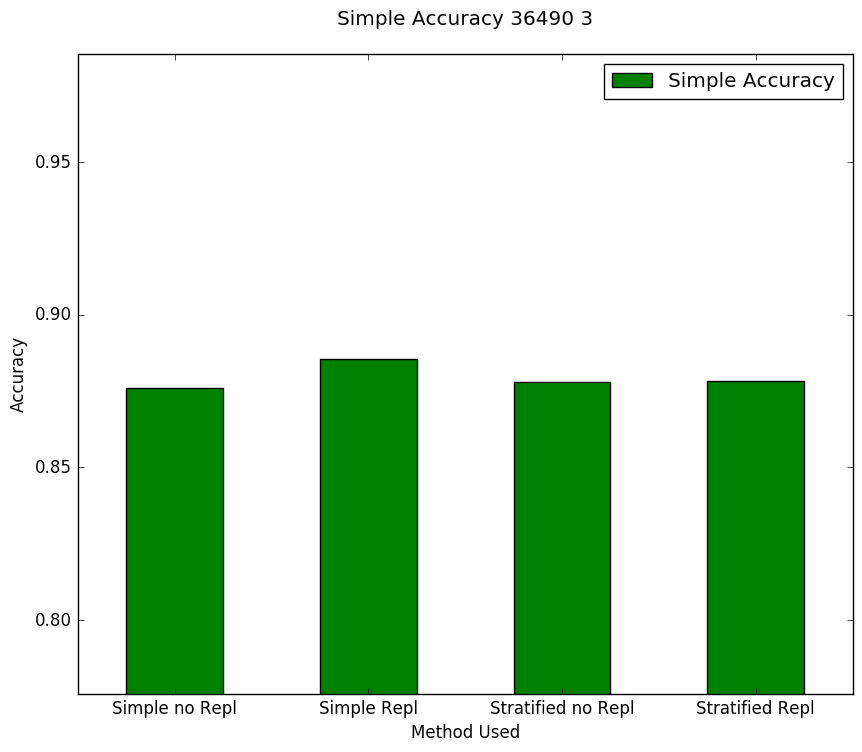 Simple Accuracy 36490 3
Simple Accuracy
0.95
0.90
0.85
0.80
Accuracy
Simple no Repl
Simple Repl
Stratified no Repl
Stratified Repl
Method Used